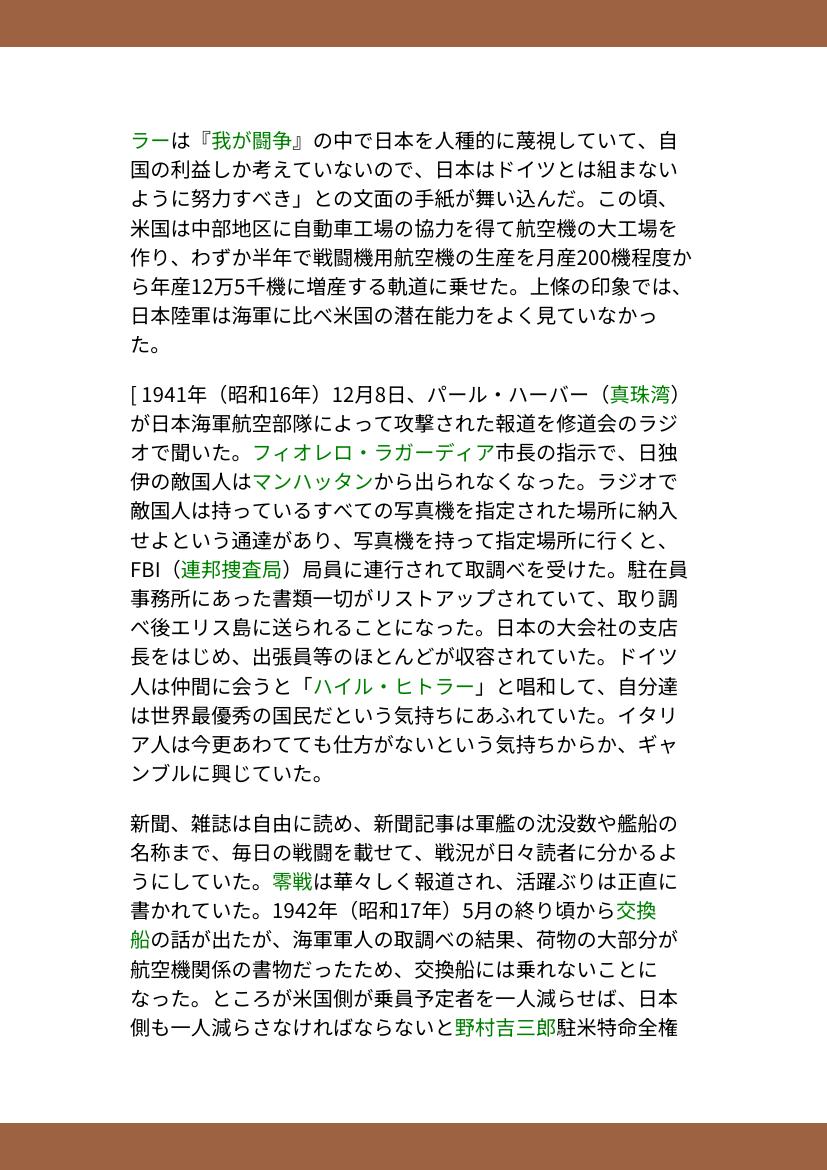 ラーは『我が闘争』の中で日本を人種的に蔑視していて、自
国の利益しか考えていないので、日本はドイツとは組まない
ように努力すべき」との文面の手紙が舞い込んだ。この頃、
米国は中部地区に自動車工場の協力を得て航空機の大工場を
作り、わずか半年で戦闘機用航空機の生産を月産200機程度か
ら年産12万5千機に増産する軌道に乗せた。上條の印象では、
日本陸軍は海軍に比べ米国の潜在能力をよく見ていなかっ
た。
[ 1941年（昭和16年）12月8日、パール・ハーバー（真珠湾）
が日本海軍航空部隊によって攻撃された報道を修道会のラジ
オで聞いた。フィオレロ・ラガーディア市長の指示で、日独
伊の敵国人はマンハッタンから出られなくなった。ラジオで
敵国人は持っているすべての写真機を指定された場所に納入
せよという通達があり、写真機を持って指定場所に行くと、
FBI（連邦捜査局）局員に連行されて取調べを受けた。駐在員
事務所にあった書類一切がリストアップされていて、取り調
べ後エリス島に送られることになった。日本の大会社の支店
長をはじめ、出張員等のほとんどが収容されていた。ドイツ
人は仲間に会うと「ハイル・ヒトラー」と唱和して、自分達
は世界最優秀の国民だという気持ちにあふれていた。イタリ
ア人は今更あわてても仕方がないという気持ちからか、ギャ
ンブルに興じていた。
新聞、雑誌は自由に読め、新聞記事は軍艦の沈没数や艦船の
名称まで、毎日の戦闘を載せて、戦況が日々読者に分かるよ
うにしていた。零戦は華々しく報道され、活躍ぶりは正直に
書かれていた。1942年（昭和17年）5月の終り頃から交換
船の話が出たが、海軍軍人の取調べの結果、荷物の大部分が
航空機関係の書物だったため、交換船には乗れないことに
なった。ところが米国側が乗員予定者を一人減らせば、日本
側も一人減らさなければならないと野村吉三郎駐米特命全権